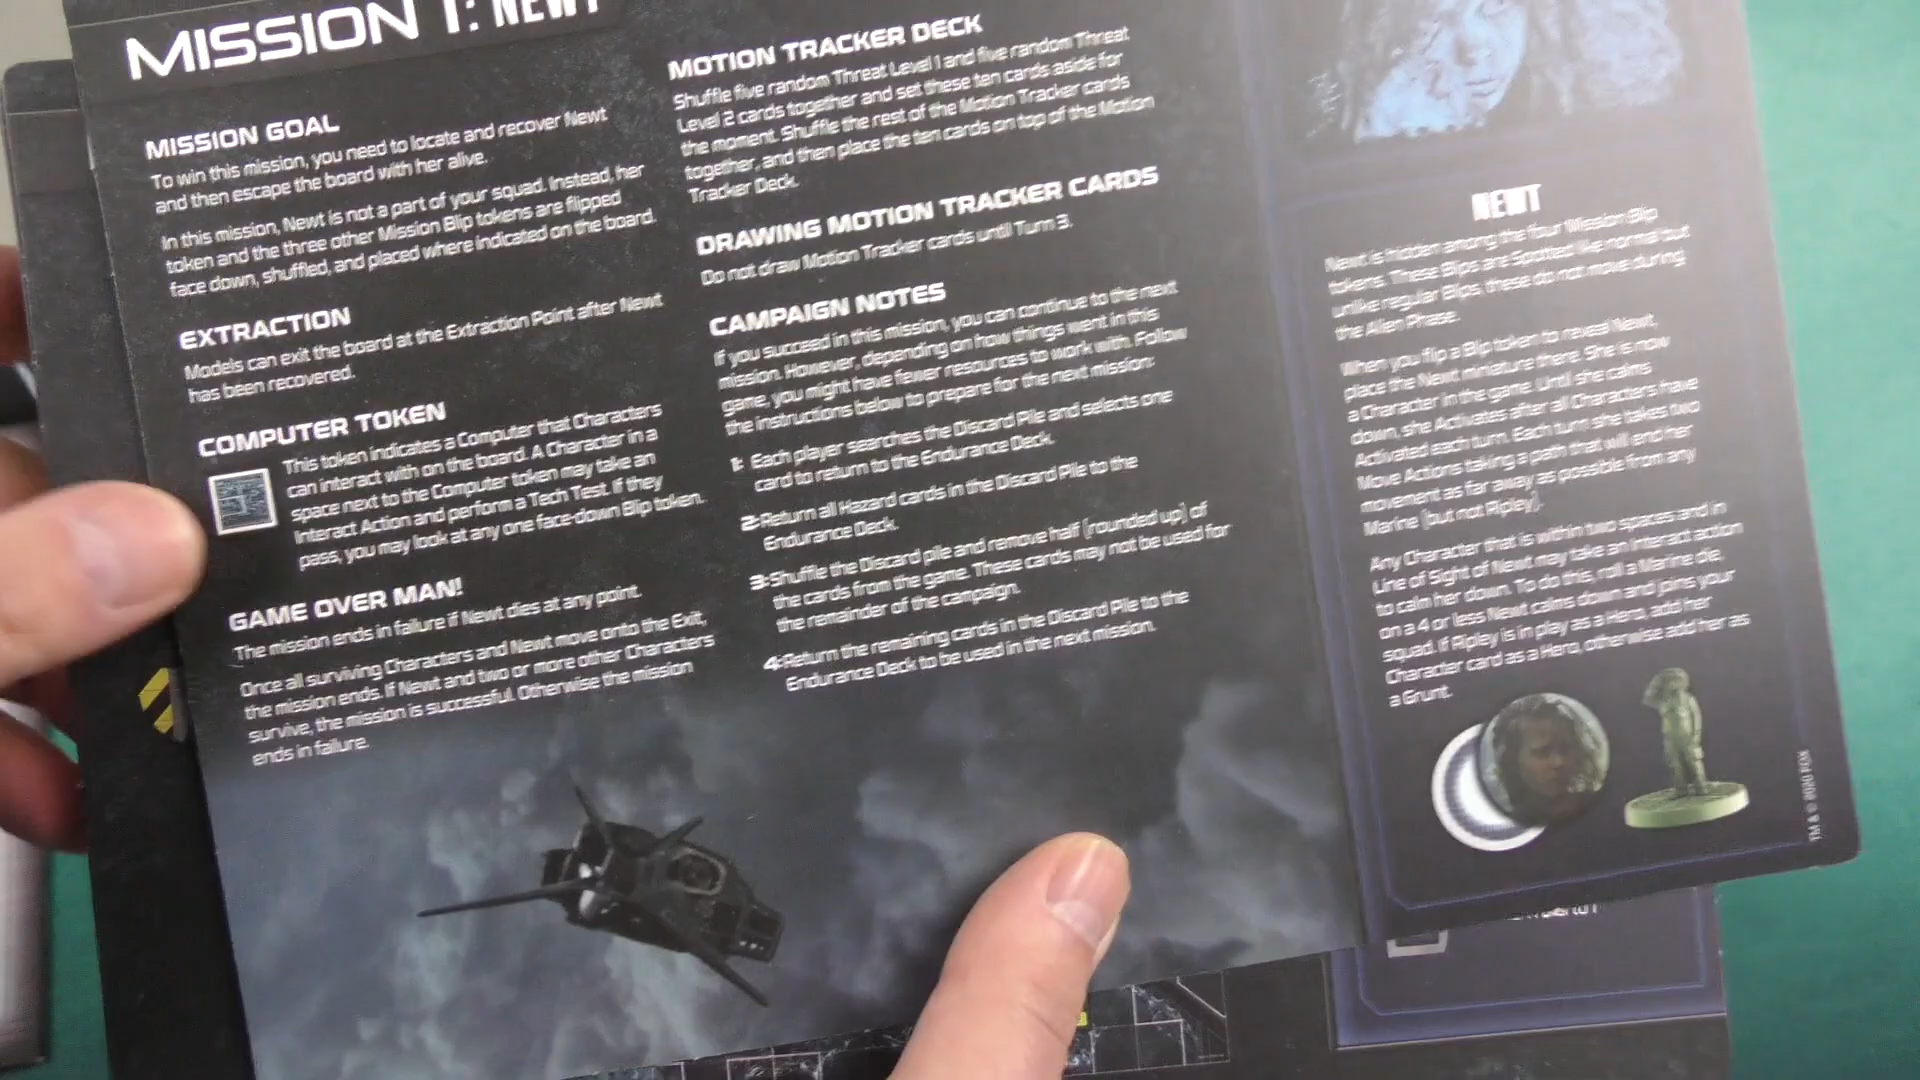 MISSION 1: NEWT
MISSION GOAL
To win this mission, you need to locate and recover Newt
and then escape the board with her alive.
In this mission, Newt is not a part of your squad. Instead, her
token and the three other Mission Blip tokens are flipped
face down, shuffled, and placed where indicated on the board.
EXTRACTION
Models can exit the board at the Extraction Point after Newt
has been recovered.
COMPUTER TOKEN
This token indicates a Computer that Characters
can interact with on the board. A Character in a
space next to the Computer token may take an
Interact Action and perform a Tech Test. If they
pass, you may look at any one face-down Blip token.
GAME OVER MAN!
The mission ends in failure if Newt dies at any point.
Once all surviving Characters and Newt move onto the Exit,
the mission ends. If Newt and two or more other Characters
survive, the mission is successful. Otherwise the mission
ends in failure.
MOTION TRACKER DECK
Shuffle five random Threat Level 1 and five random Threat
Level 2 cards together and set these ten cards aside for
the moment. Shuffle the rest of the Motion Tracker cards
together, and then place the ten cards on top of the Motion
Tracker Deck.
DRAWING MOTION TRACKER CARDS
Do not draw Motion Tracker cards until Turn 3.
CAMPAIGN NOTES
If you succeed in this mission, you can continue to the next
mission. However, depending on how things went in this
game, you might have fewer resources to work with. Follow
the instructions below to prepare for the next mission:
1: Each player searches the Discard Pile and selects one
card to return to the Endurance Deck.
2: Return all Hazard cards in the Discard Pile to the
Endurance Deck.
3: Shuffle the Discard pile and remove half (rounded up) of
the cards from the game. These cards may not be used for
the remainder of the campaign.
4: Return the remaining cards in the Discard Pile to the
Endurance Deck to be used in the next mission.
NEWT
Newt is hidden among the four Mission Blip
tokens. These Blips are Spotted like normal but
unlike regular Blips, these do not move during
the Alien Phase.
When you flip a Blip token to reveal Newt,
place the Newt miniature there. She is now
a Character in the game. Until she calms
down, she Activates after all Characters have
Activated each turn. Each turn she takes two
Move Actions taking a path that will end her
movement as far away as possible from any
Marine (but not Ripley).
Any Character that is within two spaces and in
Line of Sight of Newt may take an Interact action
to calm her down. To do this, roll a Marine die,
on a 4 or less Newt calms down and joins your
squad. If Ripley is in play as a Hero, add her
Character card as a Hero, otherwise add her as
a Grunt.
TM & © 2020 FOX